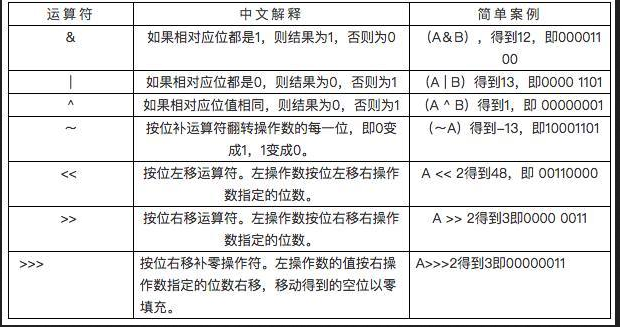 运算符 中文解释 简单案例
& 如果相对应位都是1，则结果为1，否则为0 （A＆B），得到12，即000011
00
| 如果相对应位都是0，则结果为0，否则为1 （A | B）得到13，即0000 1101
^ 如果相对应位值相同，则结果为0，否则为1 （A ^ B）得到1，即 00000001
～ 按位补运算符翻转操作数的每一位，即0变 （〜A）得到-13，即10001101
成1，1变成0。
<< 按位左移运算符。左操作数按位左移右操作 A << 2得到48，即 00110000
数指定的位数。
>> 按位右移运算符。左操作数按位右移右操作 A >> 2得到3即0000 0011
数指定的位数。
>>> 按位右移补零操作符。左操作数的值按右操 A>>>2得到3即00000011
作数指定的位数右移，移动得到的空位以零
填充。